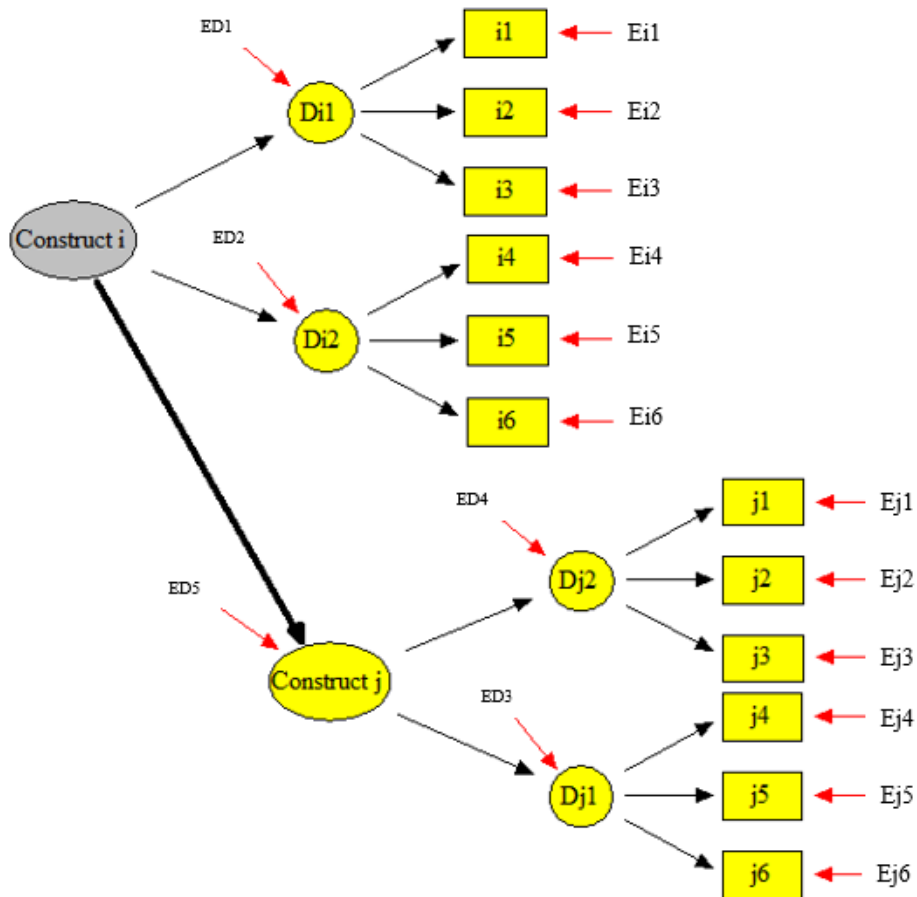 ED1
i1
Ei1
Di1
i2
Ei2
i3
Ei3
Construct i
ED2
i4
Ei4
Di2
i5
Ei5
i6
Ei6
ED4
j1
Ej1
Dj2
j2
Ej2
ED5
j3
Ej3
Construct j
ED3
j4
Ej4
Dj1
j5
Ej5
j6
Ej6